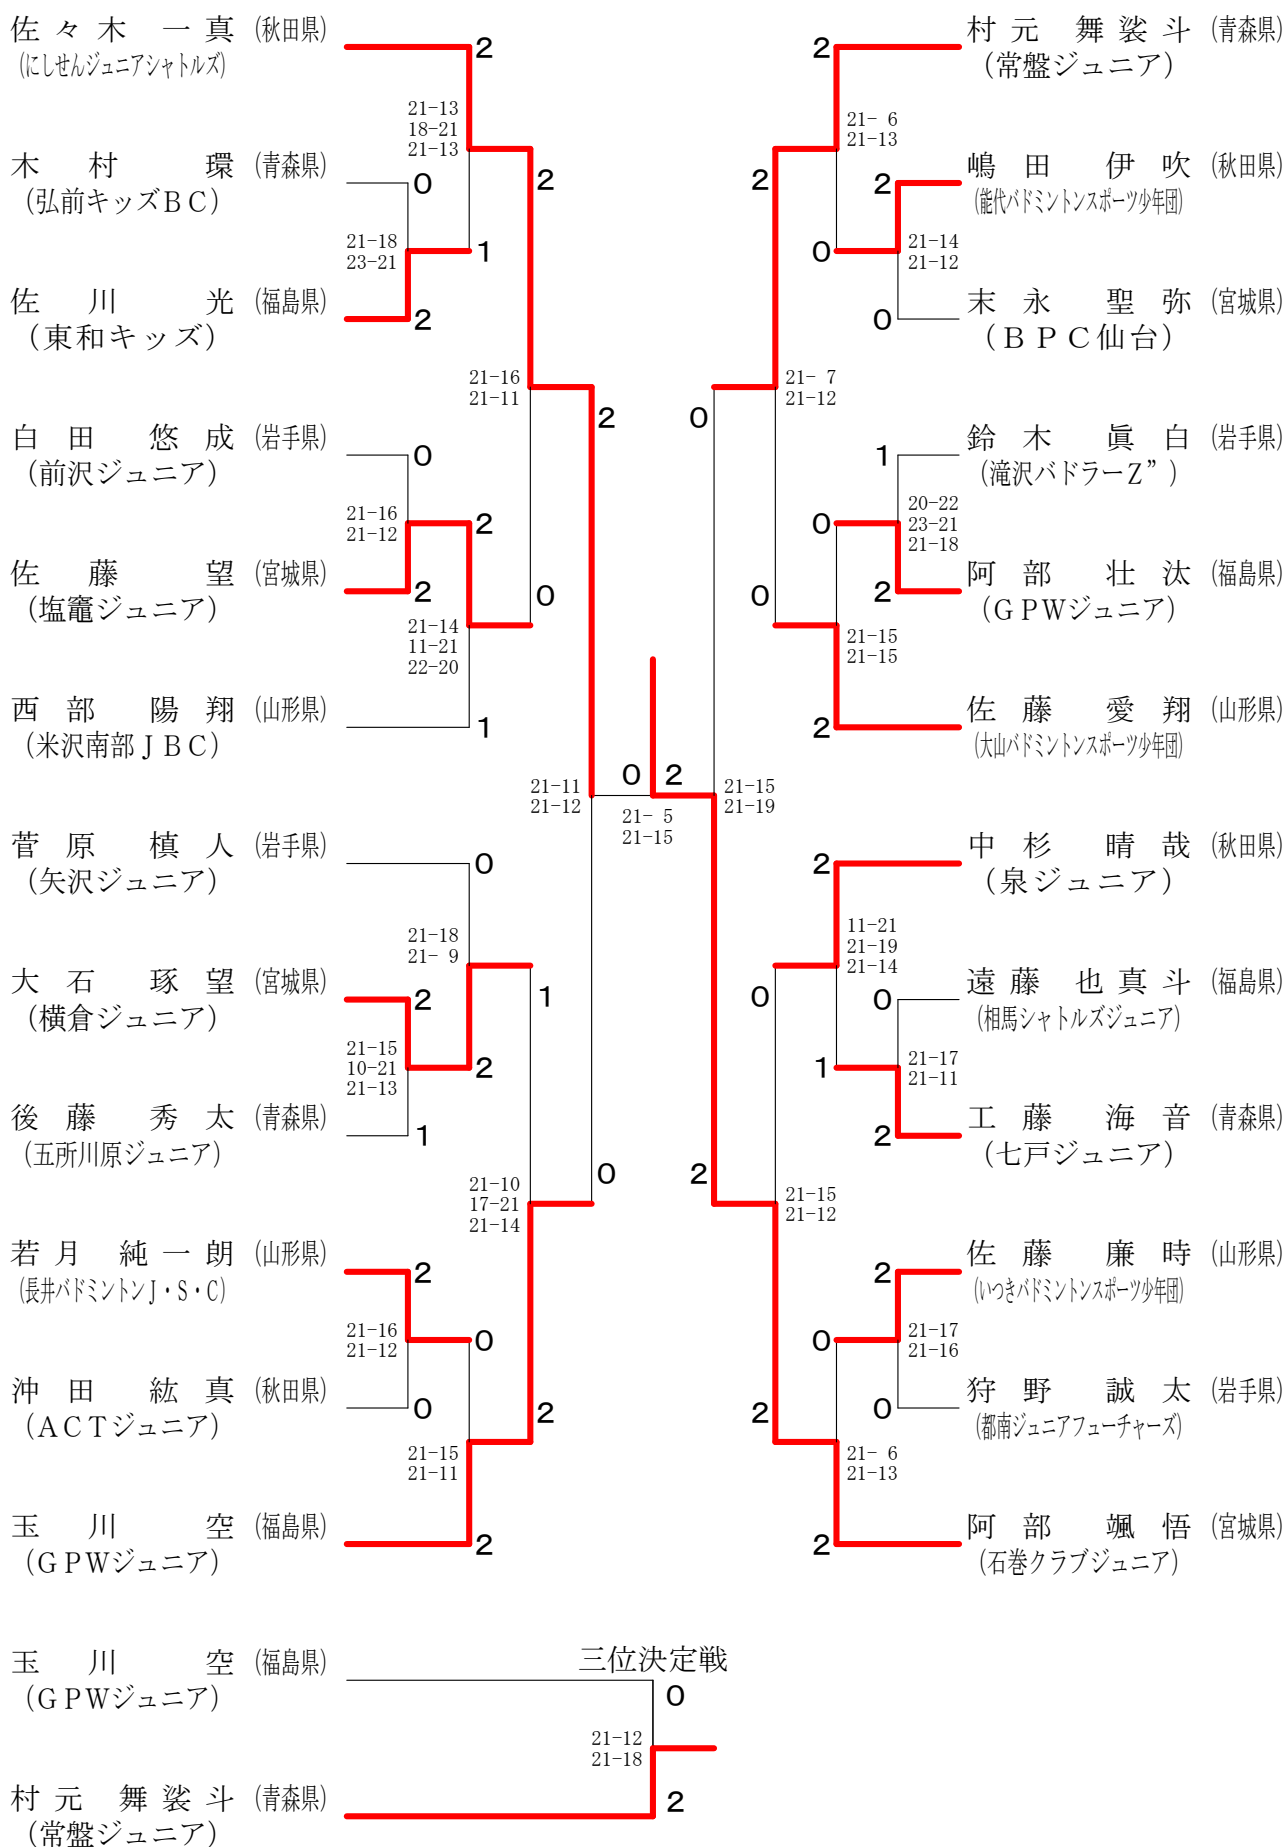 佐々木 一真 (秋田県)
(にしせんジュニアシャトルズ)
2
21-13
18-21
21-13
木村 環 (青森県)
(弘前キッズBC)
0
2
21-18
23-21
1
佐川 光 (福島県)
(東和キッズ)
2
21-16
21-11
2
白田 悠成 (岩手県)
(前沢ジュニア)
0
21-16
21-12
2
佐藤 望 (宮城県)
(塩竈ジュニア)
2
0
21-14
11-21
22-20
西部 陽翔 (山形県)
(米沢南部JBC)
1
21-11
21-12
0 2
21- 5
21-15
菅原 槙人 (岩手県)
(矢沢ジュニア)
0
21-18
21- 9
大石 琢望 (宮城県)
(横倉ジュニア)
2
1
21-15
10-21
21-13
2
後藤 秀太 (青森県)
(五所川原ジュニア)
1
21-10
17-21
21-14
0
若月 純一朗 (山形県)
(長井バドミントンJ・S・C)
2
21-16
21-12
0
沖田 紘真 (秋田県)
(ACTジュニア)
0
2
21-15
21-11
玉川 空 (福島県)
(GPWジュニア)
2
村元 舞裟斗 (青森県)
(常盤ジュニア)
2
21- 6
21-13
嶋田 伊吹 (秋田県)
(能代バドミントンスポーツ少年団)
2
2
0
21-14
21-12
末永 聖弥 (宮城県)
(BPC仙台)
0
21- 7
21-12
0
鈴木 眞白 (岩手県)
(滝沢バドラーZ”)
1
20-22
23-21
21-18
0
阿部 壮汰 (福島県)
(GPWジュニア)
2
0
21-15
21-15
佐藤 愛翔 (山形県)
(大山バドミントンスポーツ少年団)
2
21-15
21-19
中杉 晴哉 (秋田県)
(泉ジュニア)
2
11-21
21-19
21-14
遠藤 也真斗 (福島県)
(相馬シャトルズジュニア)
0
0
21-17
21-11
1
工藤 海音 (青森県)
(七戸ジュニア)
2
2
21-15
21-12
佐藤 廉時 (山形県)
(いつきバドミントンスポーツ少年団)
2
0
21-17
21-16
狩野 誠太 (岩手県)
(都南ジュニアフューチャーズ)
0
2
21- 6
21-13
阿部 颯悟 (宮城県)
(石巻クラブジュニア)
2
三位決定戦
玉川 空 (福島県)
(GPWジュニア)
0
21-12
21-18
村元 舞裟斗 (青森県)
(常盤ジュニア)
2